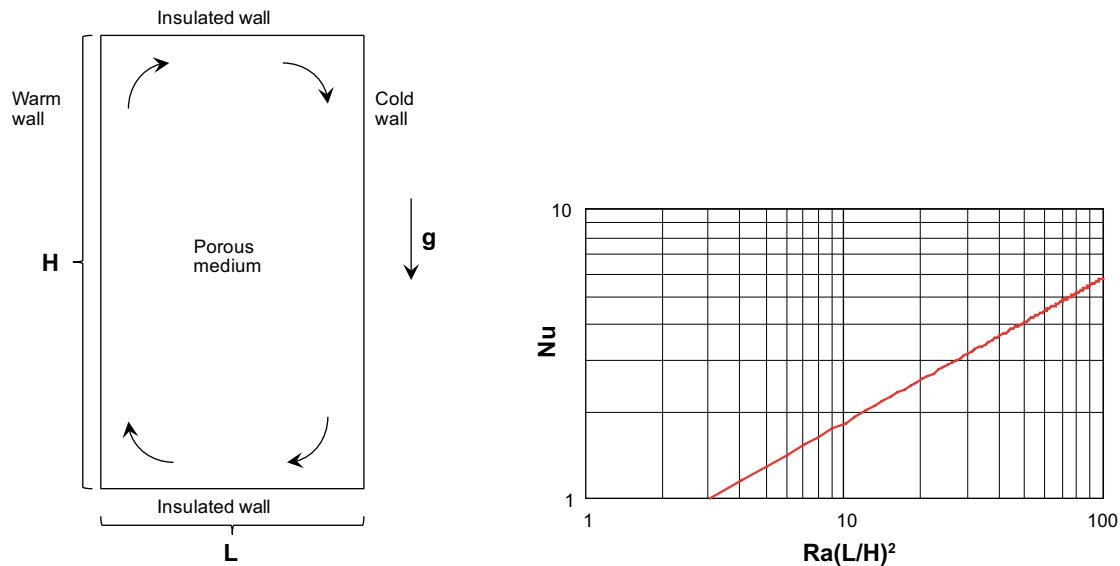 Insulated wall
Warm
wall
Cold
wall
Porous
medium
H
g
Insulated wall
L
10
Nu
1
1
10
100
Ra(L/H)²